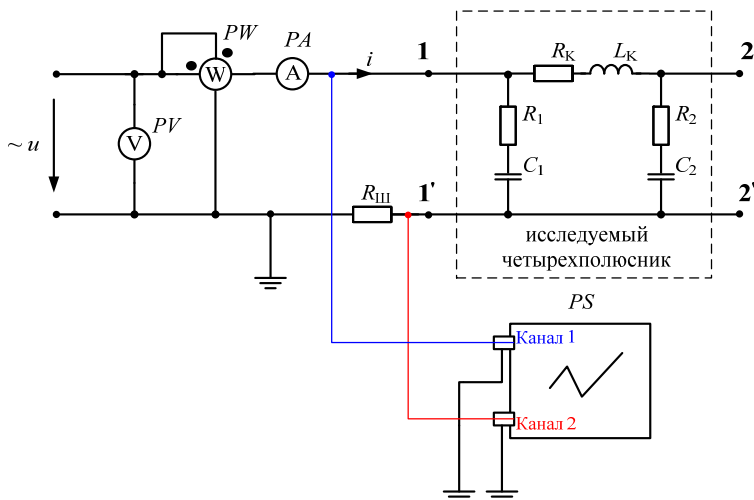 PW
PA
i
1
2
R_К
L_К
W
A
~ u
V
PV
R_1
R_2
C_1
C_2
R_Ш
1'
2'
исследуемый
четырехполюсник
PS
Канал 1
Канал 2